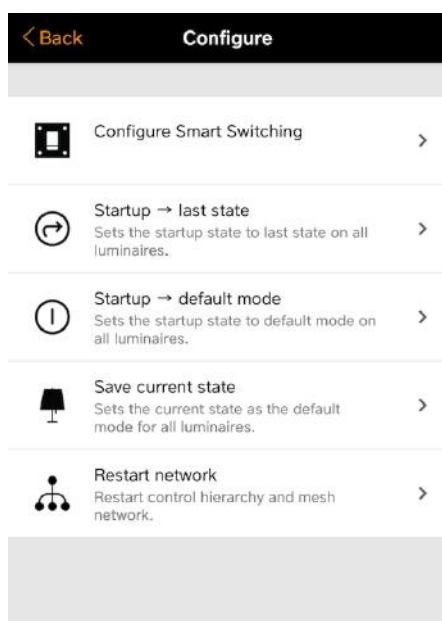 Back
Configure
Configure Smart Switching
Startup → last state
Sets the startup state to last state on all
luminaires.
Startup → default mode
Sets the startup state to default mode on
all luminaires.
Save current state
Sets the current state as the default
mode for all luminaires.
Restart network
Restart control hierarchy and mesh
network.